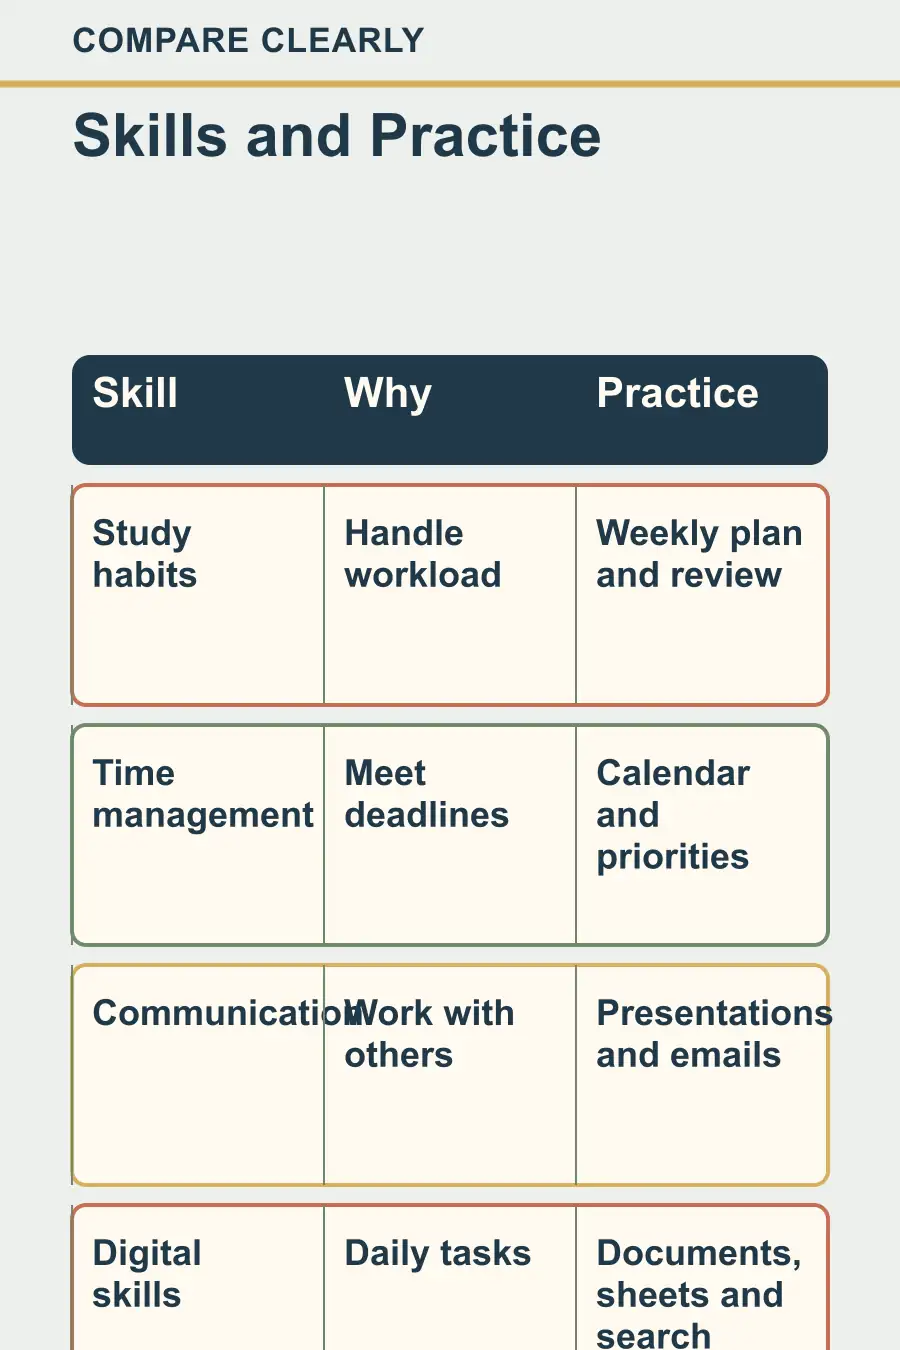 COMPARE CLEARLY
Skills and Practice
Skill Why Practice
Study Handle Weekly plan
habits workload and review
Time Meet Calendar
management deadlines and
priorities
Communication Work with Presentations
others and emails
Digital Daily tasks Documents,
skills sheets and
search